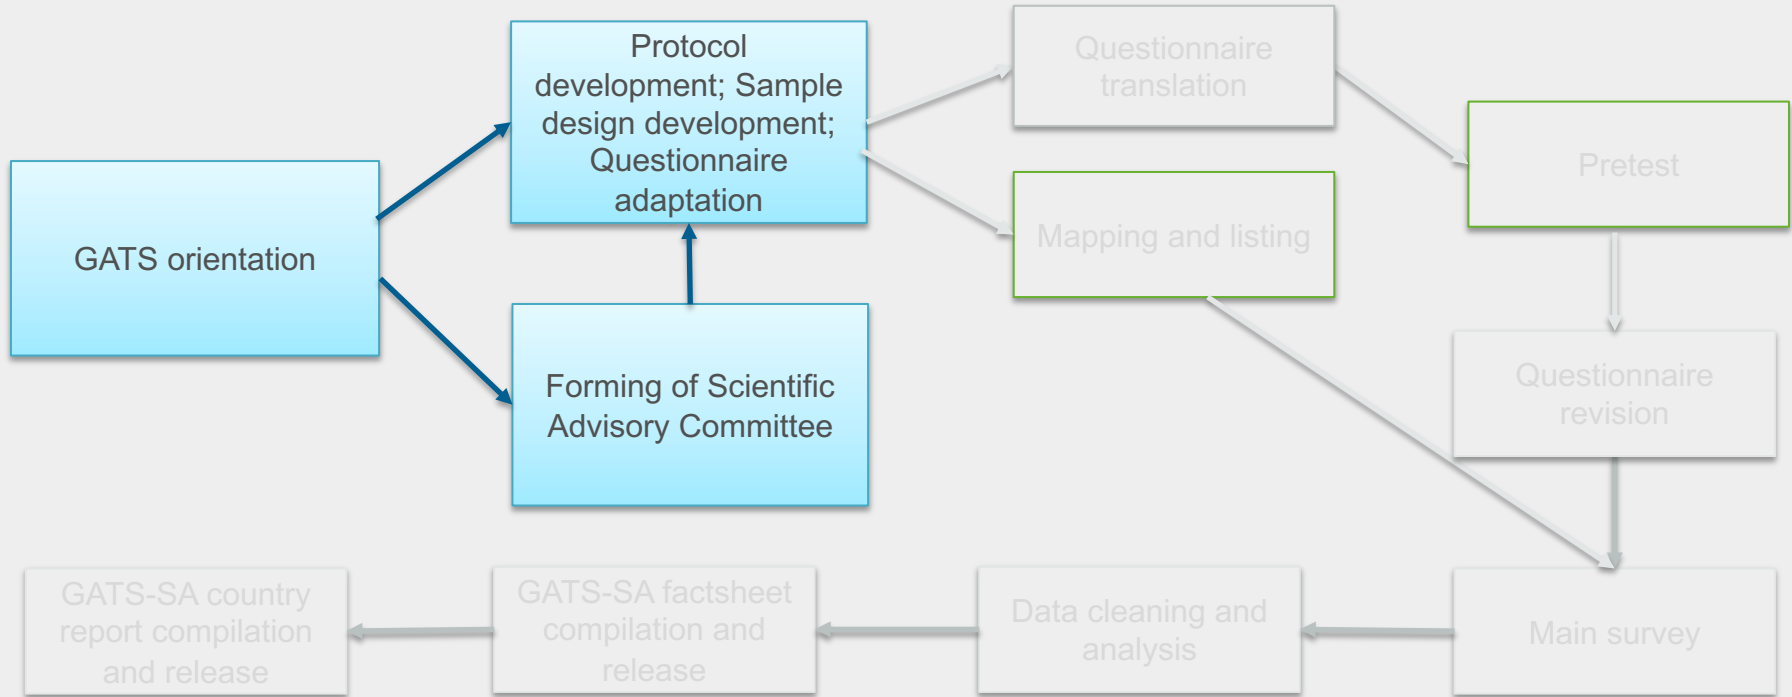 GATS orientation
Protocol
development; Sample
design development;
Questionnaire
adaptation
Forming of Scientific
Advisory Committee
Questionnaire
translation
Mapping and listing
Pretest
Questionnaire
revision
Main survey
Data cleaning and
analysis
GATS-SA factsheet
compilation and
release
GATS-SA country
report compilation
and release